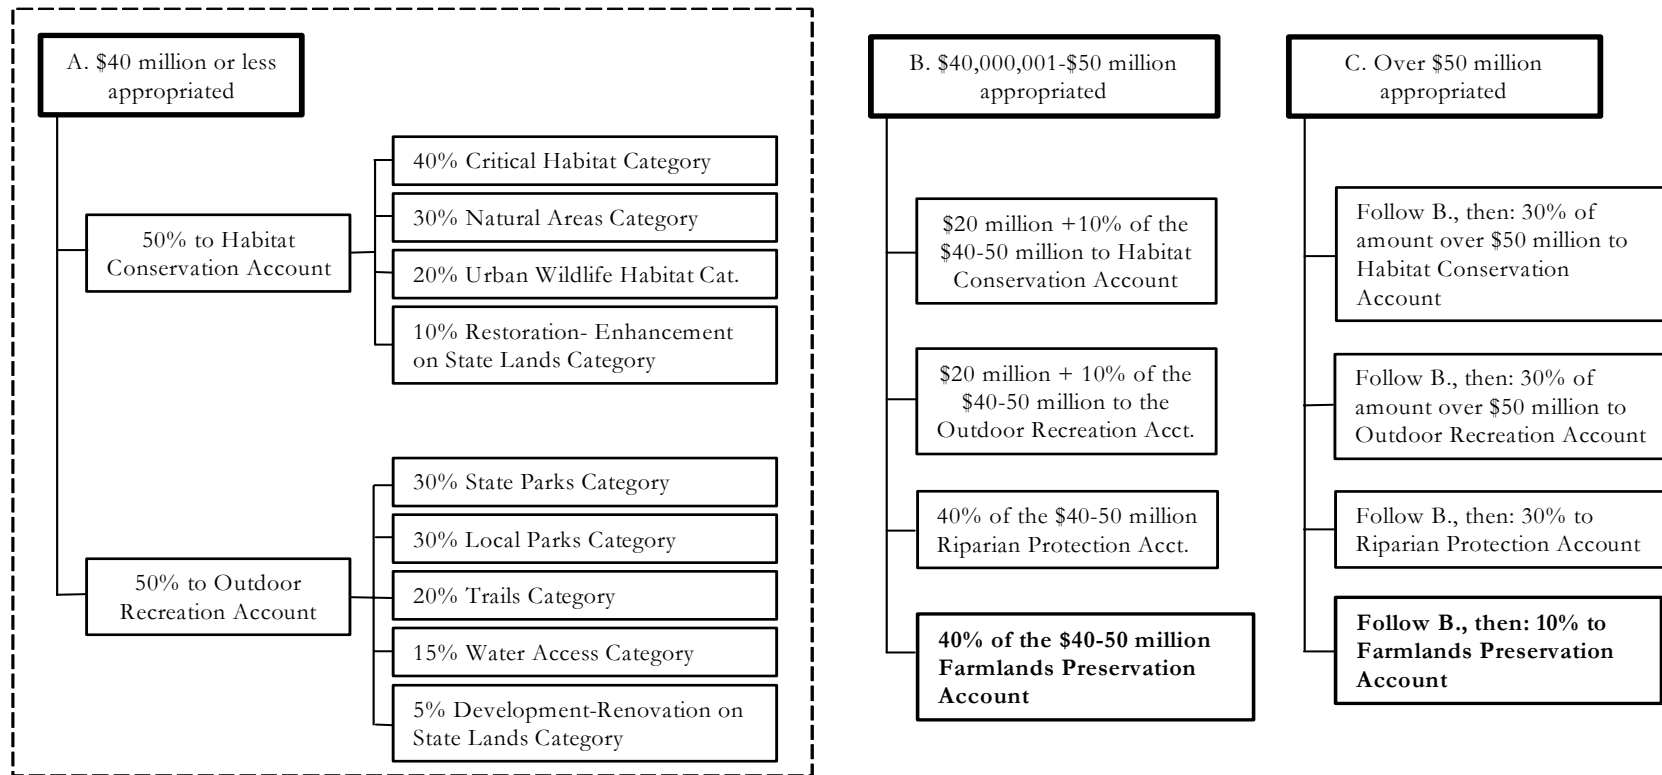 A. $40 million or less
appropriated
50% to Habitat
Conservation Account
40% Critical Habitat Category
30% Natural Areas Category
20% Urban Wildlife Habitat Cat.
10% Restoration- Enhancement
on State Lands Category
50% to Outdoor
Recreation Account
30% State Parks Category
30% Local Parks Category
20% Trails Category
15% Water Access Category
5% Development-Renovation on
State Lands Category
B. $40,000,001-$50 million
appropriated
$20 million +10% of the
$40-50 million to Habitat
Conservation Account
$20 million + 10% of the
$40-50 million to the
Outdoor Recreation Acct.
40% of the $40-50 million
Riparian Protection Acct.
40% of the $40-50 million
Farmlands Preservation
Account
C. Over $50 million
appropriated
Follow B., then: 30% of
amount over $50 million to
Habitat Conservation
Account
Follow B., then: 30% of
amount over $50 million to
Outdoor Recreation Account
Follow B., then: 30% to
Riparian Protection Account
Follow B., then: 10% to
Farmlands Preservation
Account